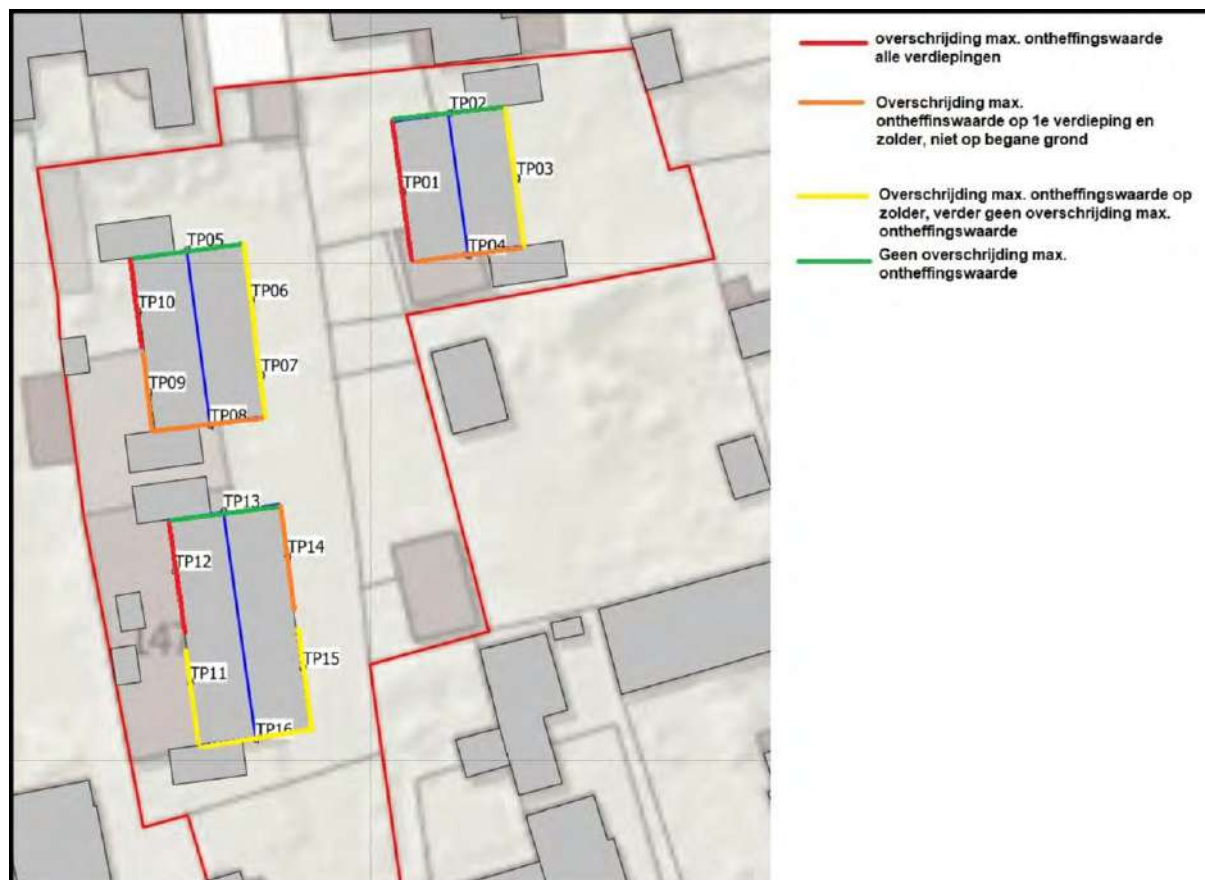 TP02
TP01
TP03
TP04
TP05
TP10
TP06
TP07
TP09
TP08
TP13
TP12
TP14
TP11
TP15
TP16
overschrijding max. ontheffingswaarde
alle verdiepingen
Overschrijding max.
ontheffinswaarde op 1e verdieping en
zolder, niet op begane grond
Overschrijding max. ontheffingswaarde op
zolder, verder geen overschrijding max.
ontheffingswaarde
Geen overschrijding max.
ontheffingswaarde